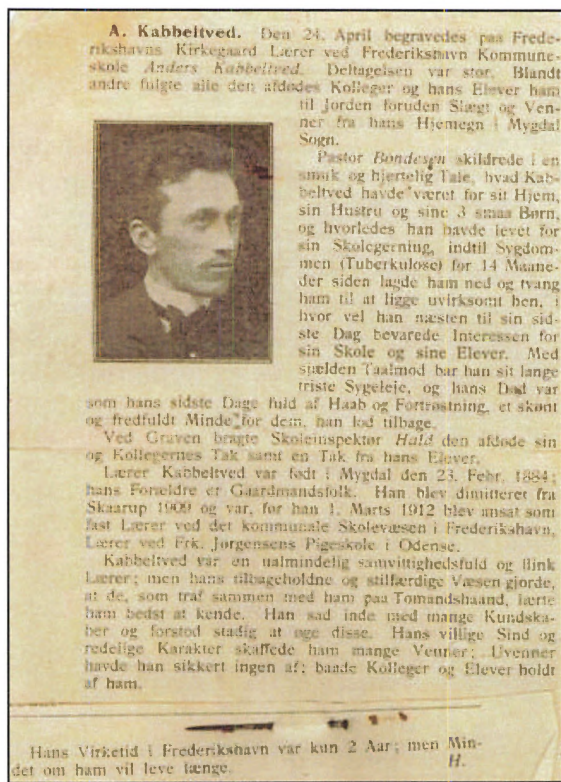 A. Kabbeltved. Den 24. April begravedes paa Frede-
rikshavns Kirkegaard Lærer ved Frederikshavn Kommune-
skole Anders Kabbeltved. Deltagelsen var stor. Blandt
andre fulgte alle den afdødes Kolleger og hans Elever ham
til Jorden foruden Slægt og Ven-
ner fra hans Hjemegn i Mygdal
Sogn.
Pastor Bondesen skildrede i en
smuk og hjertelig Tale, hvad Kab-
beltved havde været for sit Hjem,
sin Hustru og sine 3 smaa Børn,
og hvorledes han havde levet for
sin Skolegerning, indtil Sygdom-
men (Tuberkulose) for 14 Maane-
der siden lagde ham ned og tvang
ham til at ligge uvirksomt hen, i
hvor vel han næsten til sin sid-
ste Dag bevarede Interessen for
sin Skole og sine Elever. Med
sjælden Taalmod bar han sit lange
triste Sygeleje, og hans Død var
som hans sidste Dage fuld af Haab og Fortrøstning, et skønt
og fredfuldt Minde for dem, han lod tilbage.
Ved Graven bragte Skoleinspektør Hald den afdøde sin
og Kollegernes Tak samt en Tak fra hans Elever.
Lærer Kabbeltved var født i Mygdal den 23. Febr. 1884;
hans Forældre er Gaardmandsfolk. Han blev dimitteret fra
Skaarup 1909 og var, før han 1. Marts 1912 blev ansat som
fast Lærer ved det kommunale Skolevæsen i Frederikshavn,
Lærer ved Frk. Jørgensens Pigeskole i Odense.
Kabbeltved var en ualmindelig samvittighedsfuld og flink
Lærer; men hans tilbageholdne og stilfærdige Væsen gjorde,
at de, som traf sammen med ham paa Tomandshaand, lærte
ham bedst at kende. Han sad inde med mange Kundska-
ber og forstod stadig at øge disse. Hans villige Sind og
redelige Karakter skaffede ham mange Venner; Uvenner
havde han sikkert ingen af; baade Kolleger og Elever holdt
af ham.
Hans Virketid i Frederikshavn var kun 2 Aar; men Min-
det om ham vil leve længe. H.